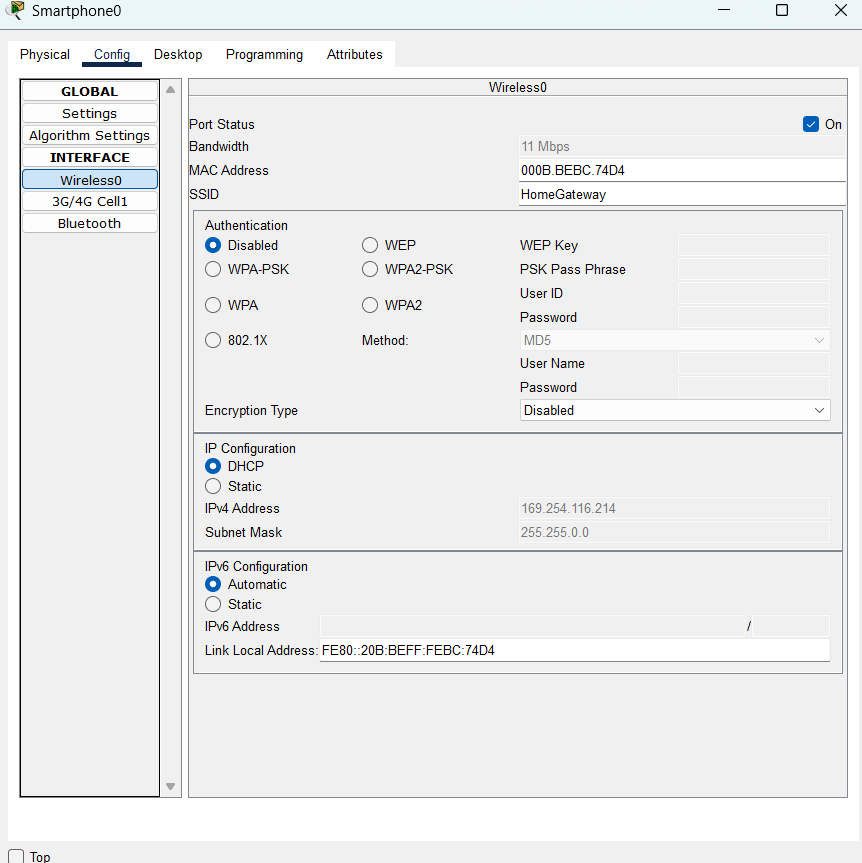 Smartphone0
Physical Config Desktop Programming Attributes
GLOBAL
Settings
Algorithm Settings
INTERFACE
Wireless0
3G/4G Cell1
Bluetooth
Wireless0
Port Status On
Bandwidth 11 Mbps
MAC Address 000B.BEBC.74D4
SSID HomeGateway
Authentication
Disabled WEP WEP Key
WPA-PSK WPA2-PSK PSK Pass Phrase
User ID
WPA WPA2
Password
802.1X Method: MD5
User Name
Password
Encryption Type Disabled
IP Configuration
DHCP
Static
IPv4 Address 169.254.116.214
Subnet Mask 255.255.0.0
IPv6 Configuration
Automatic
Static
IPv6 Address /
Link Local Address: FE80::20B:BEFF:FEBC:74D4
Top